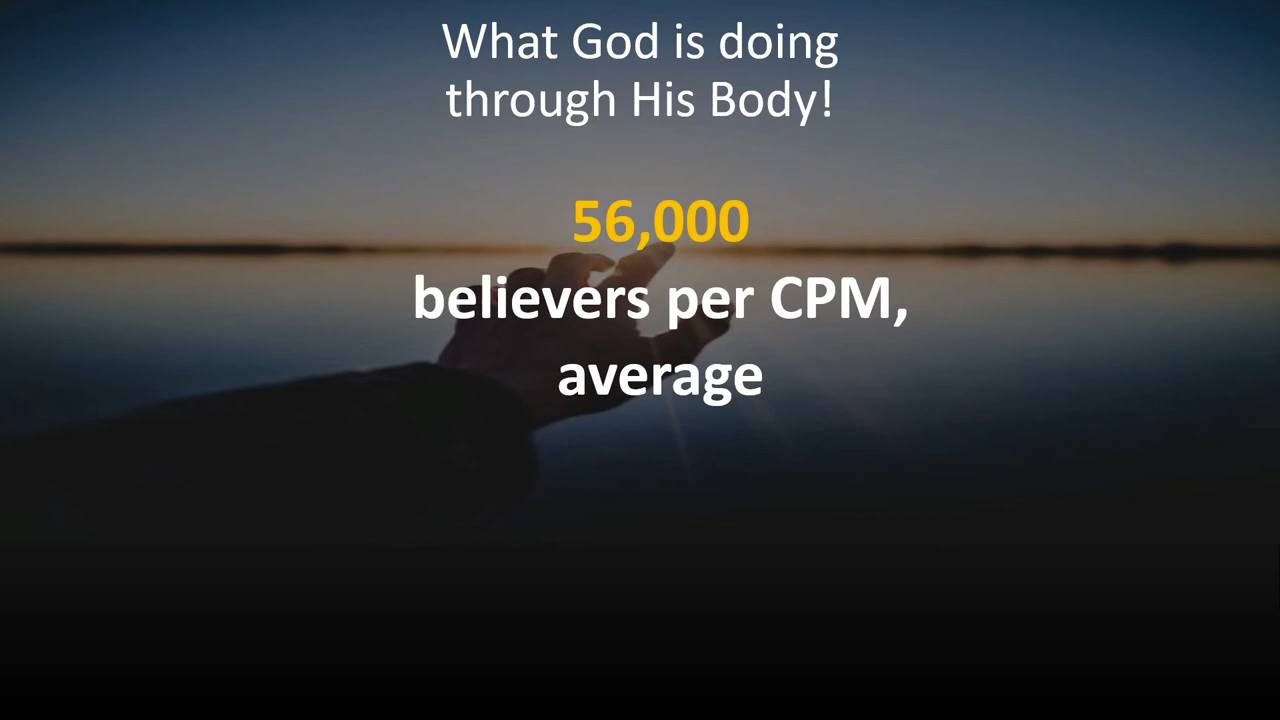 What God is doing
through His Body!
56,000
believers per CPM,
average